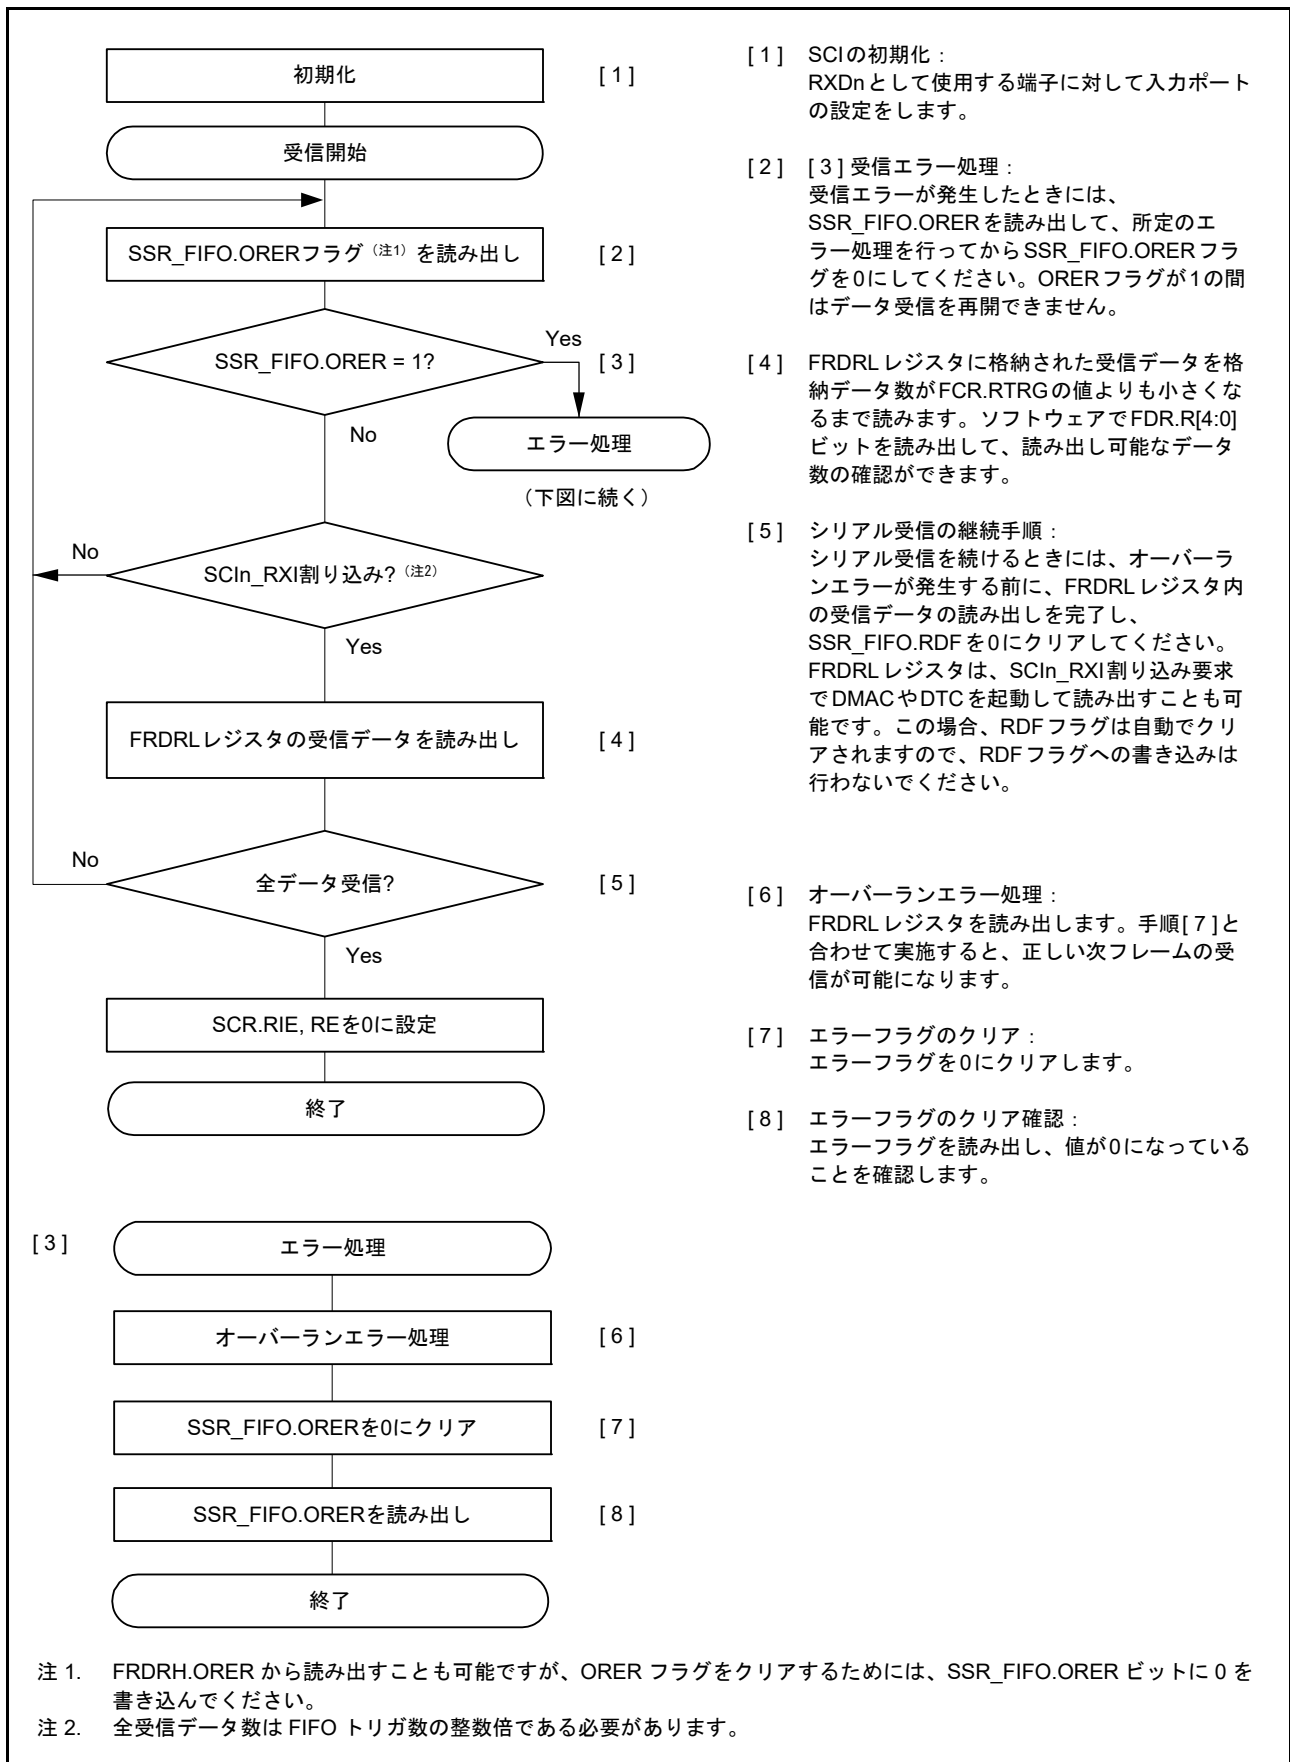 初期化
[ 1 ]
受信開始
SSR_FIFO.ORERフラグ（注1）を読み出し
[ 2 ]
SSR_FIFO.ORER = 1?
Yes
[ 3 ]
No
エラー処理
（下図に続く）
SCIn_RXI割り込み?（注2）
No
Yes
FRDRLレジスタの受信データを読み出し
[ 4 ]
全データ受信?
No
[ 5 ]
Yes
SCR.RIE, REを0に設定
終了
[ 1 ] SCIの初期化：
RXDnとして使用する端子に対して入力ポート
の設定をします。
[ 2 ] [ 3 ] 受信エラー処理：
受信エラーが発生したときには、
SSR_FIFO.ORERを読み出して、所定のエ
ラー処理を行ってからSSR_FIFO.ORERフラ
グを0にしてください。ORERフラグが1の間
はデータ受信を再開できません。
[ 4 ] FRDRLレジスタに格納された受信データを格
納データ数がFCR.RTRGの値よりも小さくな
るまで読みます。ソフトウェアでFDR.R[4:0]
ビットを読み出して、読み出し可能なデータ
数の確認ができます。
[ 5 ] シリアル受信の継続手順：
シリアル受信を続けるときには、オーバーラ
ンエラーが発生する前に、FRDRLレジスタ内
の受信データの読み出しを完了し、
SSR_FIFO.RDFを0にクリアしてください。
FRDRLレジスタは、SCIn_RXI割り込み要求
でDMACやDTCを起動して読み出すことも可
能です。この場合、RDFフラグは自動でクリ
アされますので、RDFフラグへの書き込みは
行わないでください。
[ 6 ] オーバーランエラー処理：
FRDRLレジスタを読み出します。手順[ 7 ]と
合わせて実施すると、正しい次フレームの受
信が可能になります。
[ 7 ] エラーフラグのクリア：
エラーフラグを0にクリアします。
[ 8 ] エラーフラグのクリア確認：
エラーフラグを読み出し、値が0になっている
ことを確認します。
[ 3 ]
エラー処理
オーバーランエラー処理
[ 6 ]
SSR_FIFO.ORERを0にクリア
[ 7 ]
SSR_FIFO.ORERを読み出し
[ 8 ]
終了
注 1. FRDRH.ORER から読み出すことも可能ですが、ORER フラグをクリアするためには、SSR_FIFO.ORER ビットに 0 を
書き込んでください。
注 2. 全受信データ数は FIFO トリガ数の整数倍である必要があります。